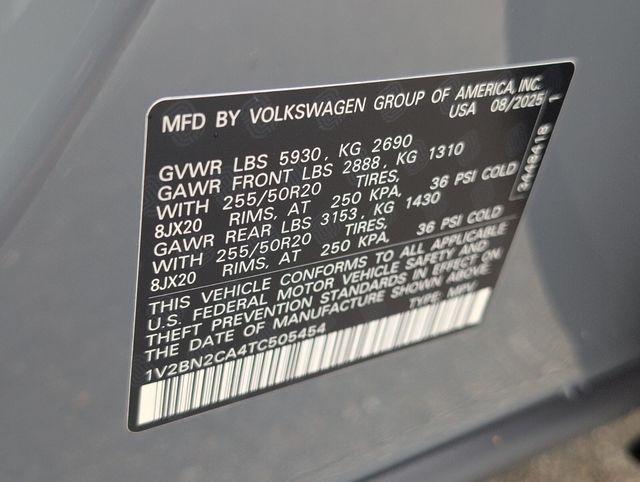 MFD BY VOLKSWAGEN GROUP OF AMERICA, INC.
USA 08/2025
GVWR LBS 5930, KG 2690
GAWR FRONT LBS 2888, KG 1310
WITH 255/50R20 TIRES,
8JX20 RIMS, AT 250 KPA, 36 PSI COLD
GAWR REAR LBS 3153, KG 1430
WITH 255/50R20 TIRES,
8JX20 RIMS, AT 250 KPA, 36 PSI COLD
THIS VEHICLE CONFORMS TO ALL APPLICABLE
U.S. FEDERAL MOTOR VEHICLE SAFETY AND
THEFT PREVENTION STANDARDS IN EFFECT ON
THE DATE OF MANUFACTURE SHOWN ABOVE.
1V2BN2CA4TC505454 TYPE: MPV
1